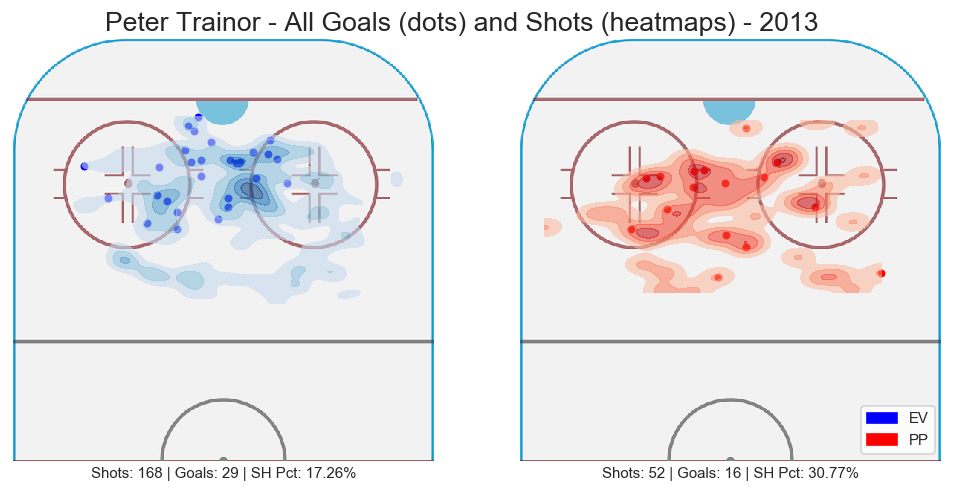 Peter Trainor - All Goals (dots) and Shots (heatmaps) - 2013
EV
PP
Shots: 168 | Goals: 29 | SH Pct: 17.26%
Shots: 52 | Goals: 16 | SH Pct: 30.77%